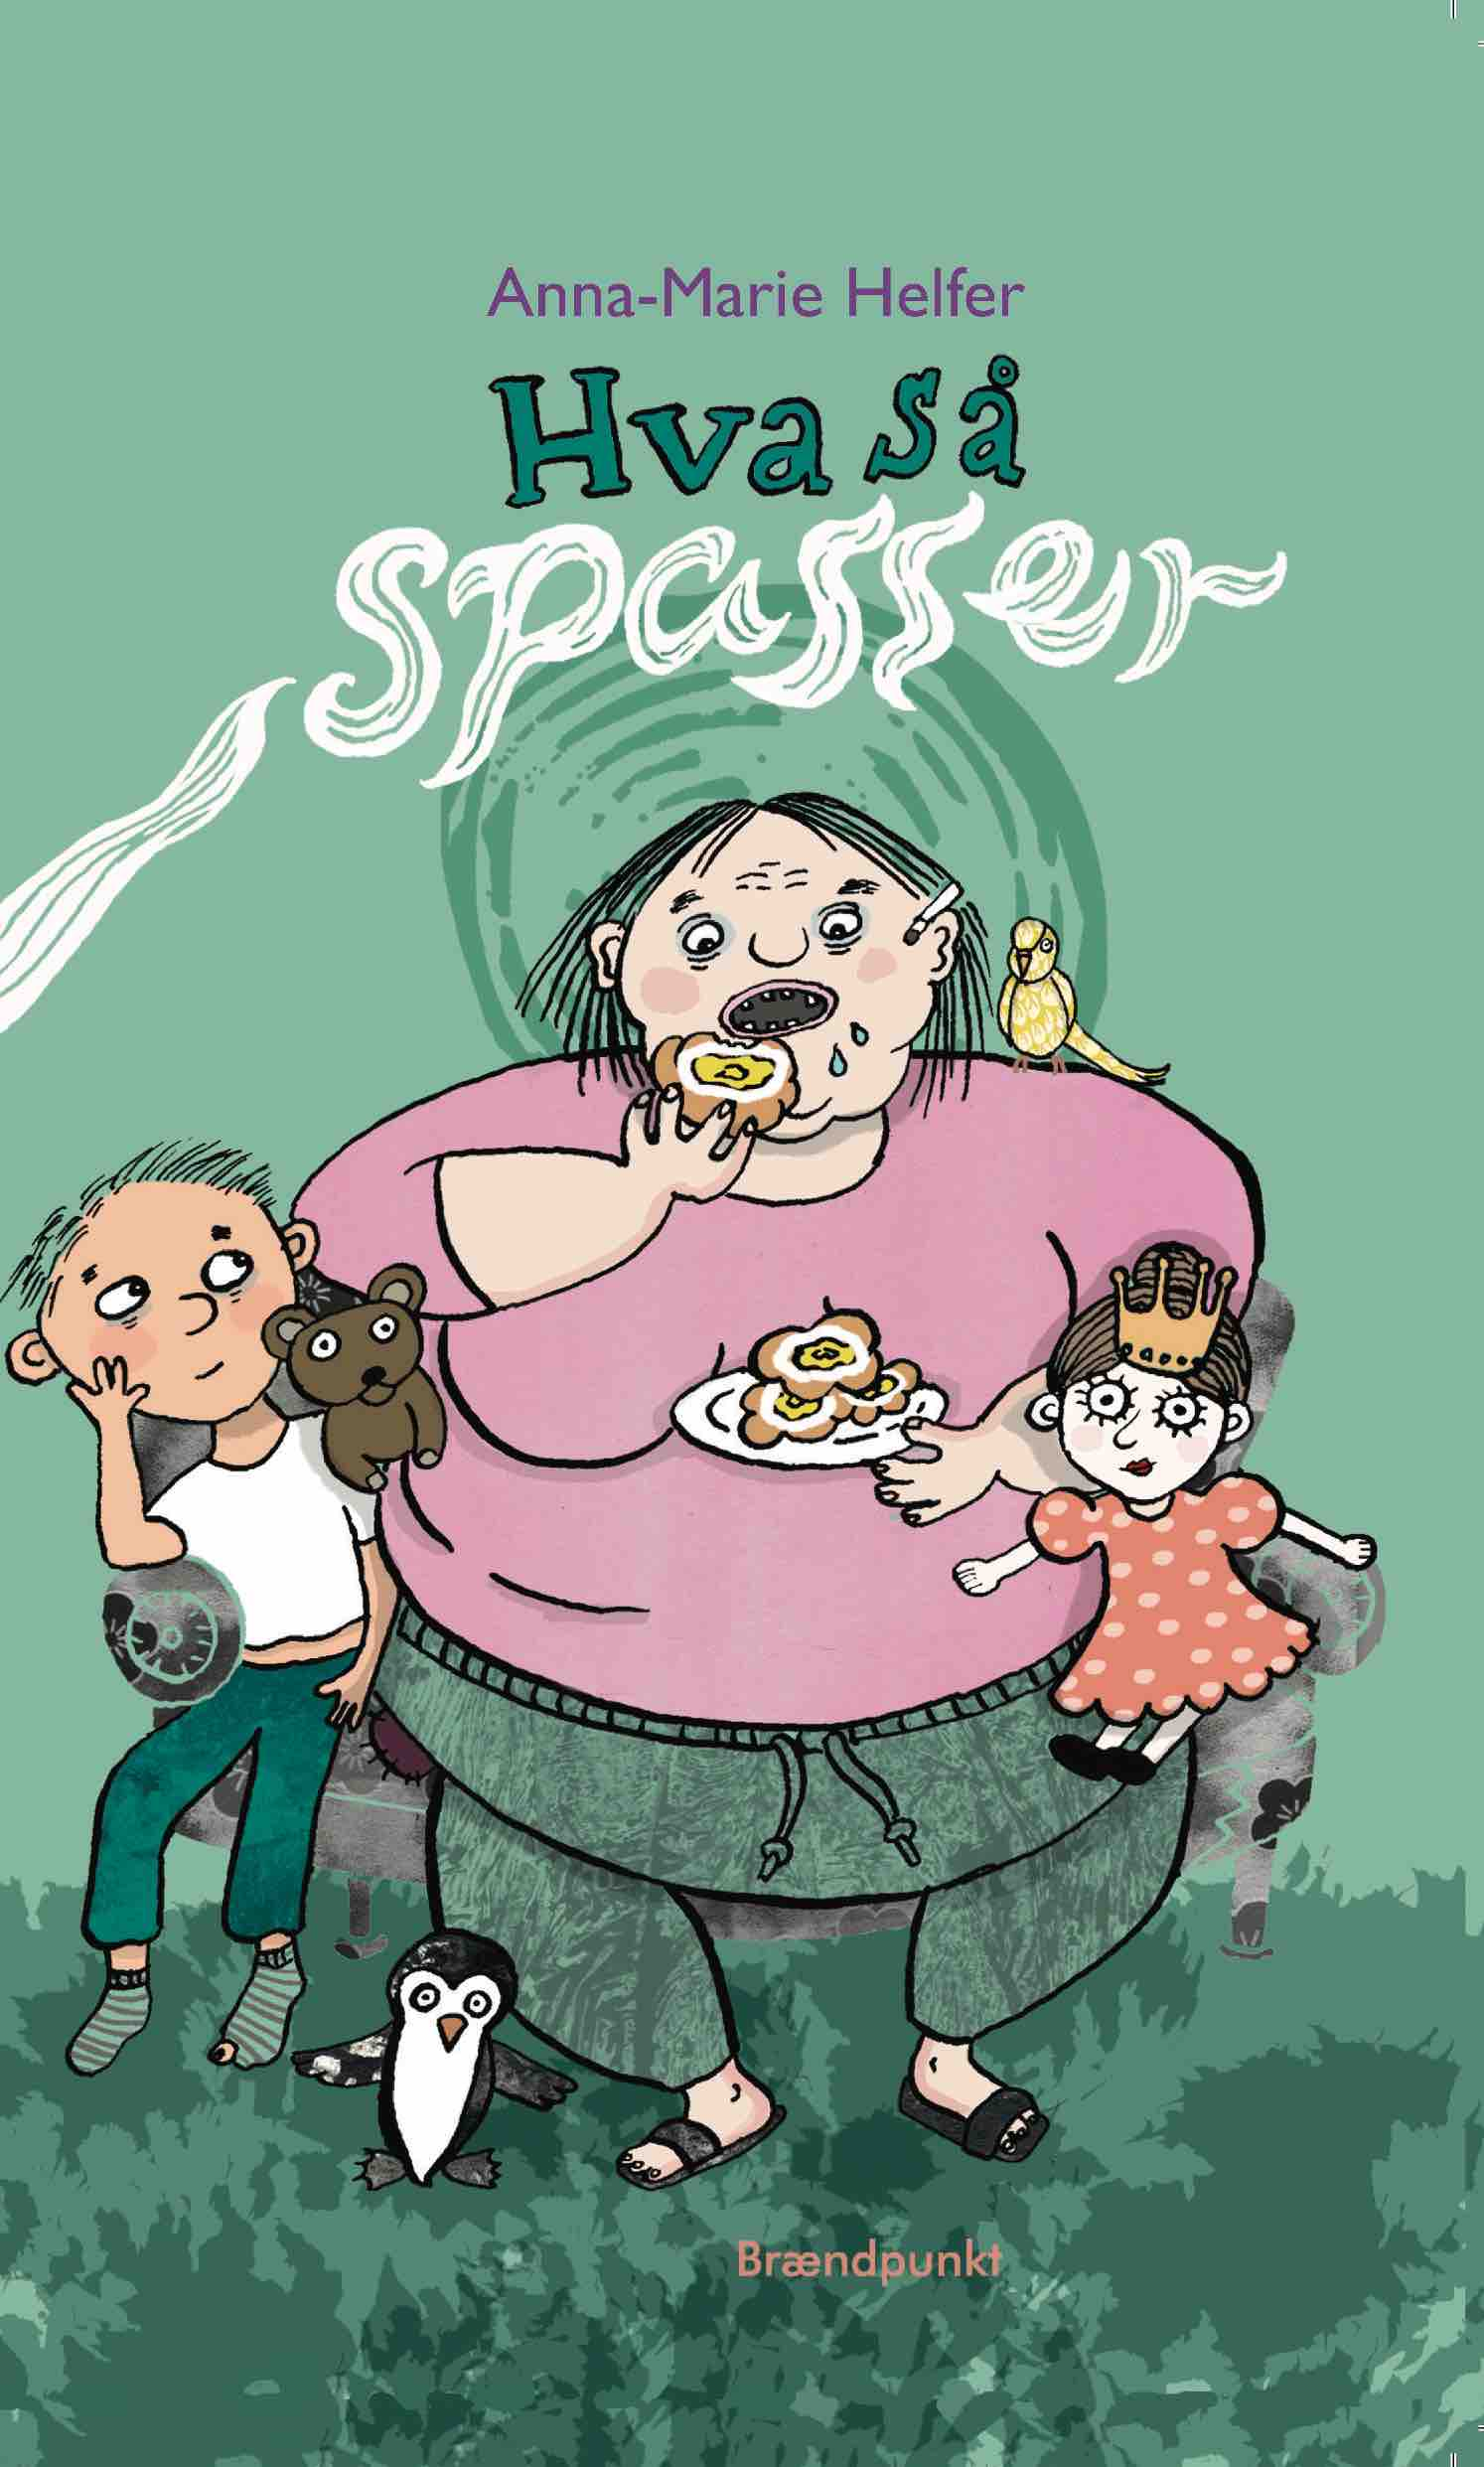 Anna-Marie Helfer
Hva så
spasser
Brændpunkt